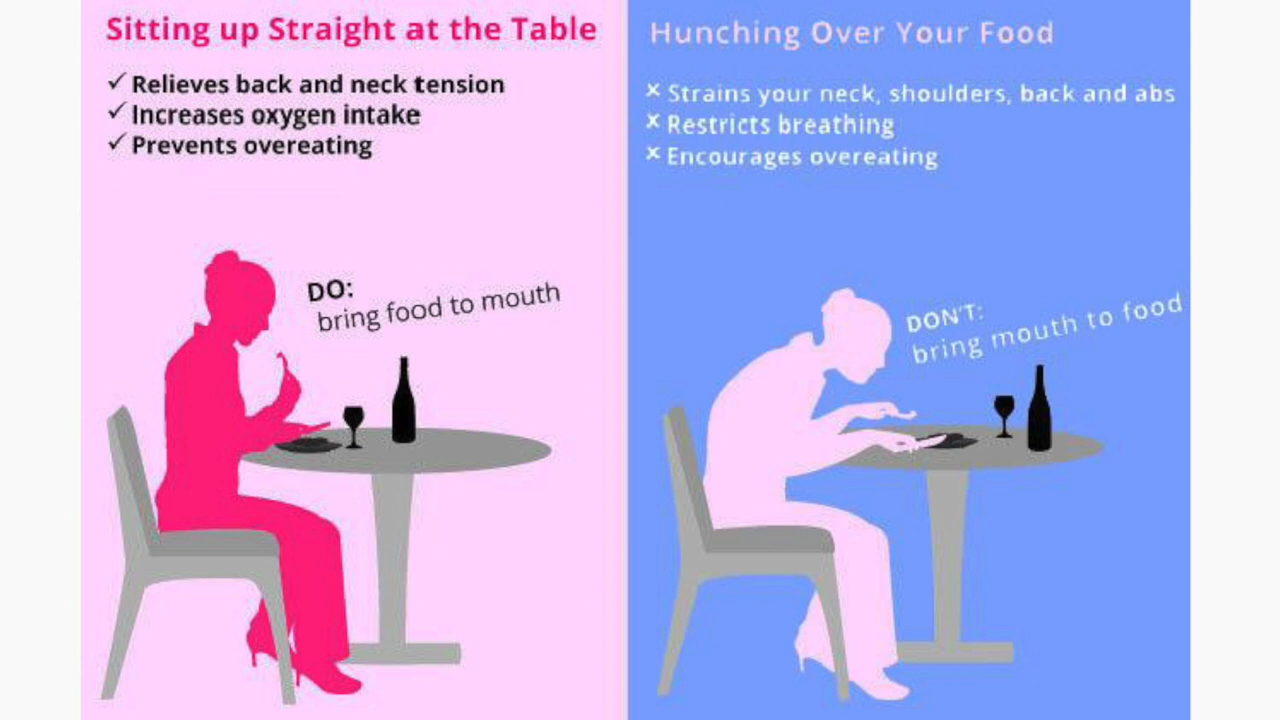 Sitting up Straight at the Table
✓ Relieves back and neck tension
✓ Increases oxygen intake
✓ Prevents overeating
DO:
bring food to mouth
Hunching Over Your Food
× Strains your neck, shoulders, back and abs
× Restricts breathing
× Encourages overeating
DON'T:
bring mouth to food